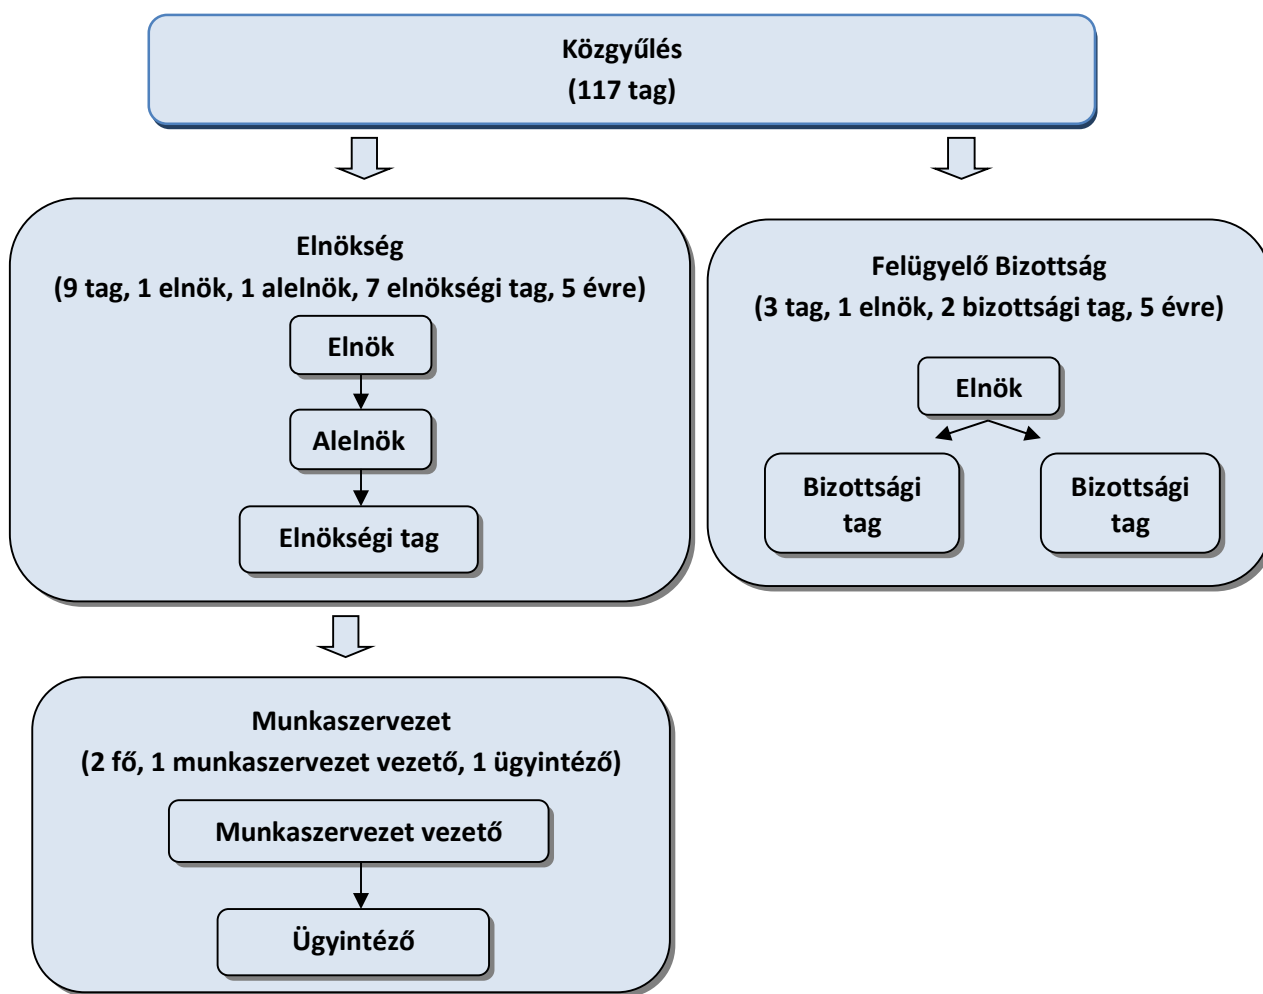 Közgyűlés
(117 tag)
Elnökség
(9 tag, 1 elnök, 1 alelnök, 7 elnökségi tag, 5 évre)
Elnök
Alelnök
Elnökségi tag
Felügyelő Bizottság
(3 tag, 1 elnök, 2 bizottsági tag, 5 évre)
Elnök
Bizottsági
tag
Bizottsági
tag
Munkaszervezet
(2 fő, 1 munkaszervezet vezető, 1 ügyintéző)
Munkaszervezet vezető
Ügyintéző